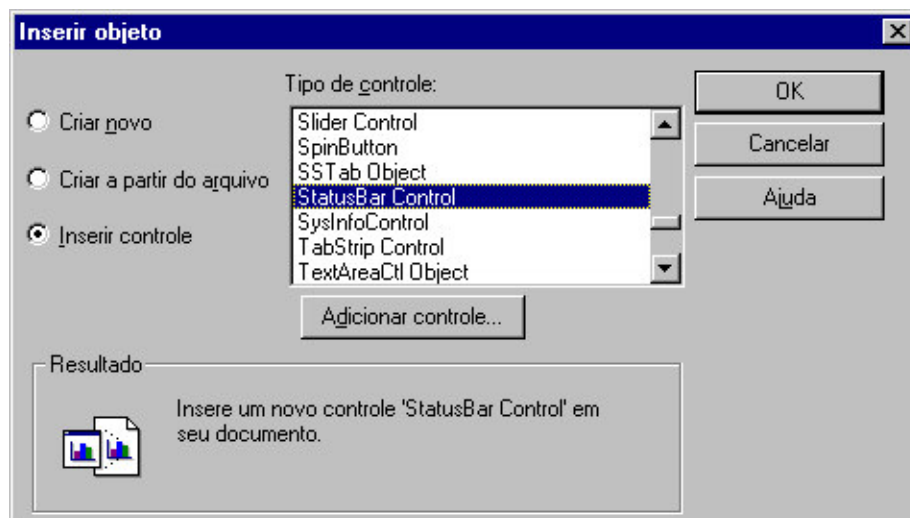 Inserir objeto
Tipo de controle:
Criar novo
Criar a partir do arquivo
Inserir controle
Slider Control
SpinButton
SSTab Object
StatusBar Control
SysInfoControl
TabStrip Control
TextAreaCtl Object
OK
Cancelar
Ajuda
Adicionar controle...
Resultado
Insere um novo controle 'StatusBar Control' em
seu documento.